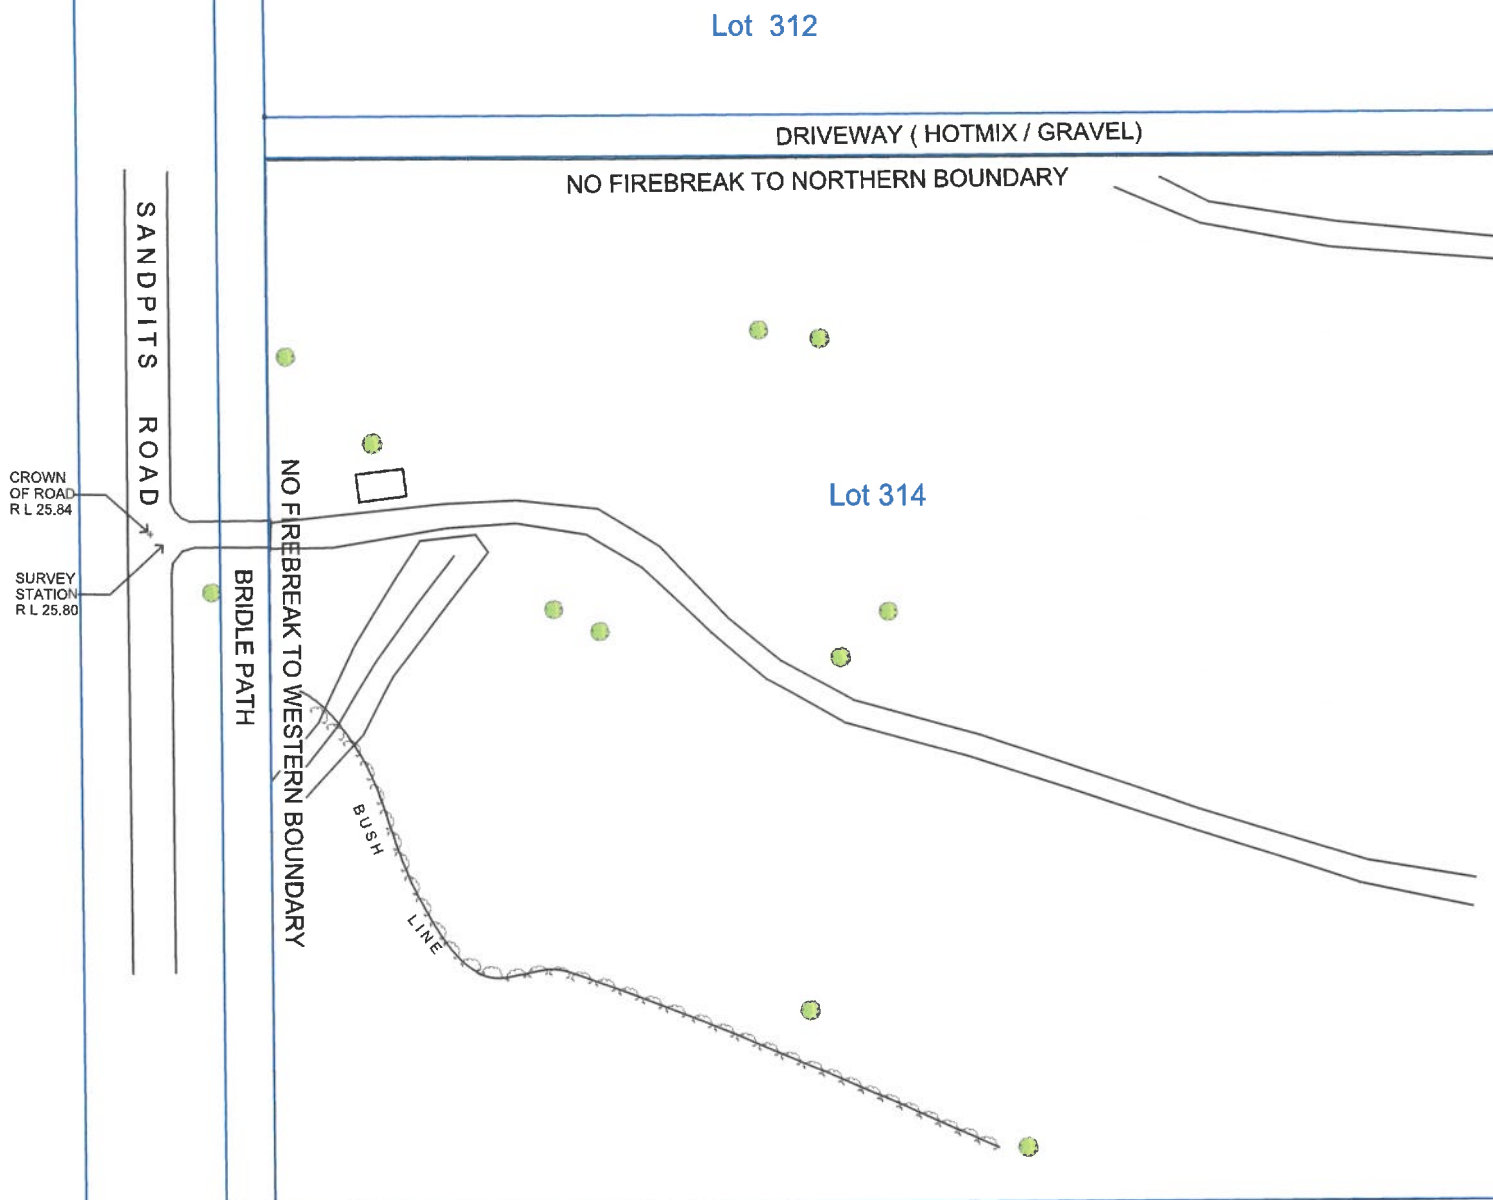 Lot 312
DRIVEWAY ( HOTMIX / GRAVEL)
NO FIREBREAK TO NORTHERN BOUNDARY
SANDPITS ROAD
CROWN
OF ROAD
R L 25.84
Lot 314
SURVEY
STATION
R L 25.80
BRIDLE PATH
NO FIREBREAK TO WESTERN BOUNDARY
BUSH
LINE